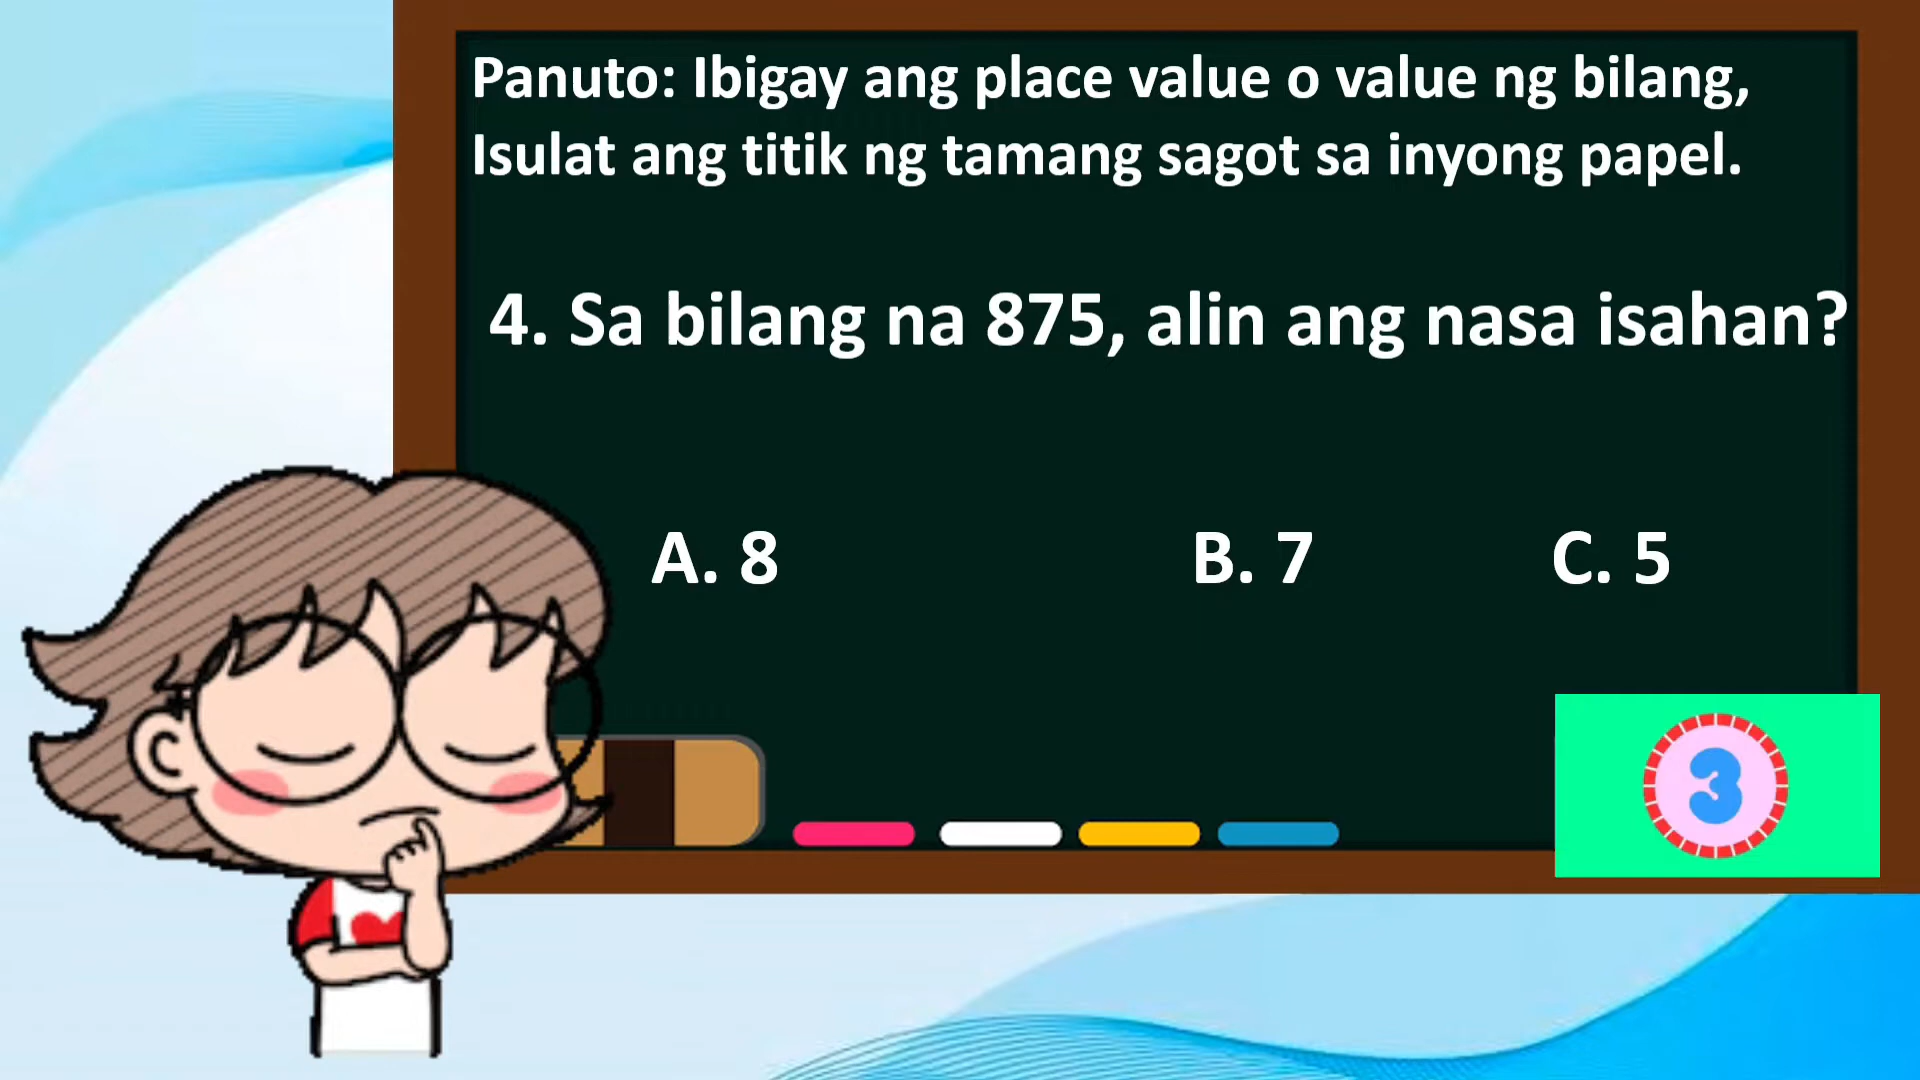 Panuto: Ibigay ang place value o value ng bilang,
Isulat ang titik ng tamang sagot sa inyong papel.
4. Sa bilang na 875, alin ang nasa isahan?
A. 8 B. 7 C. 5
3